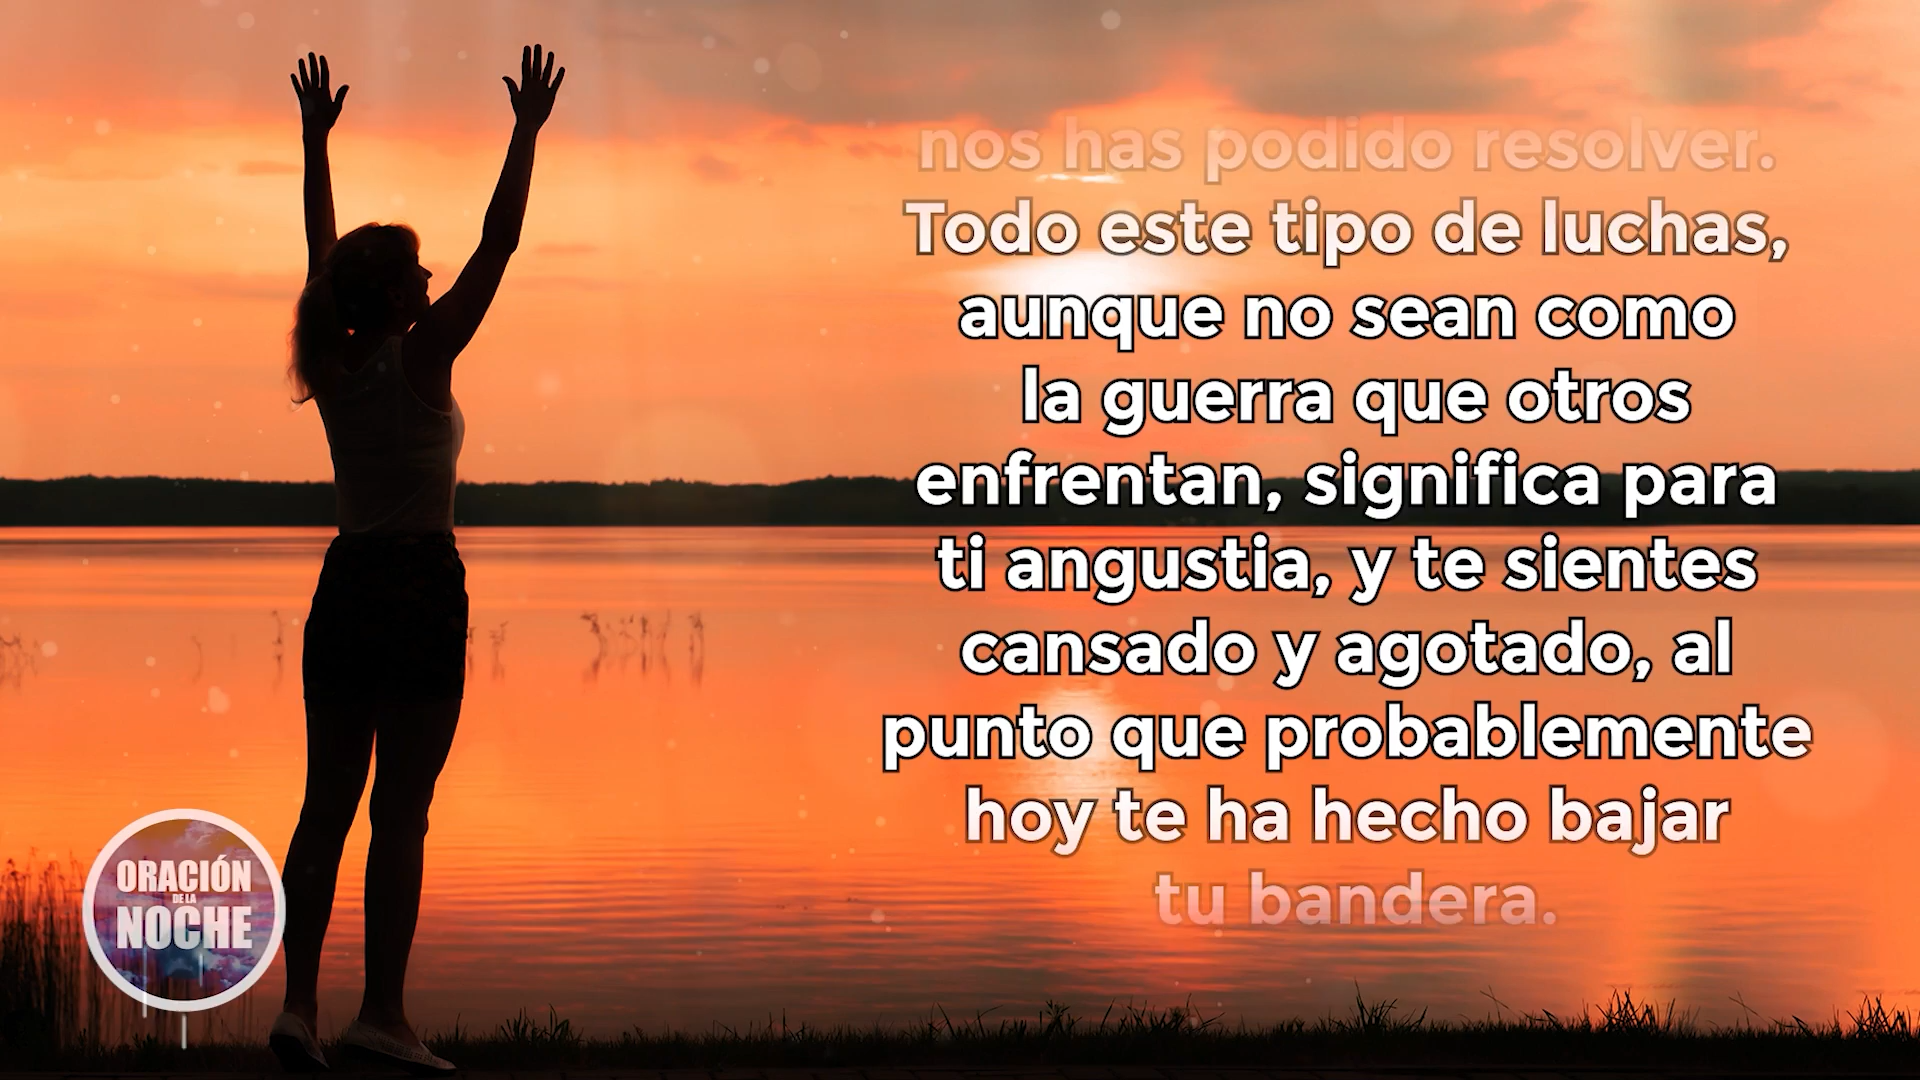 nos has podido resolver.
Todo este tipo de luchas,
aunque no sean como
la guerra que otros
enfrentan, significa para
ti angustia, y te sientes
cansado y agotado, al
punto que probablemente
hoy te ha hecho bajar
tu bandera.
ORACIÓN
DE LA
NOCHE